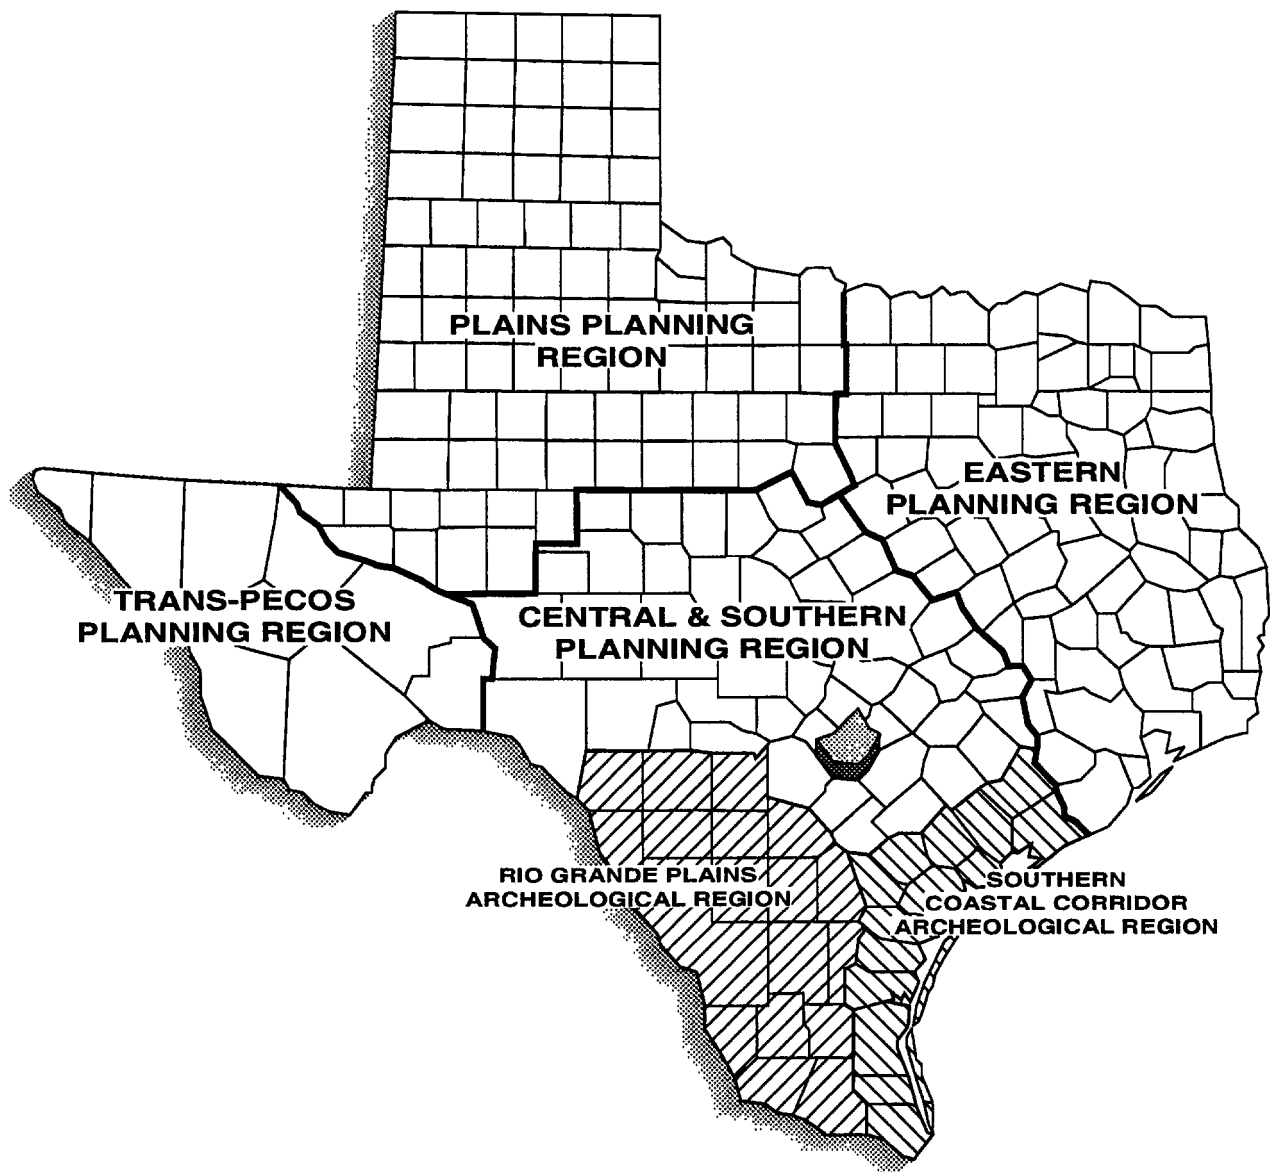 PLAINS PLANNING
REGION
EASTERN
PLANNING REGION
TRANS-PECOS
PLANNING REGION
CENTRAL & SOUTHERN
PLANNING REGION
RIO GRANDE PLAINS
ARCHEOLOGICAL REGION
SOUTHERN
COASTAL CORRIDOR
ARCHEOLOGICAL REGION